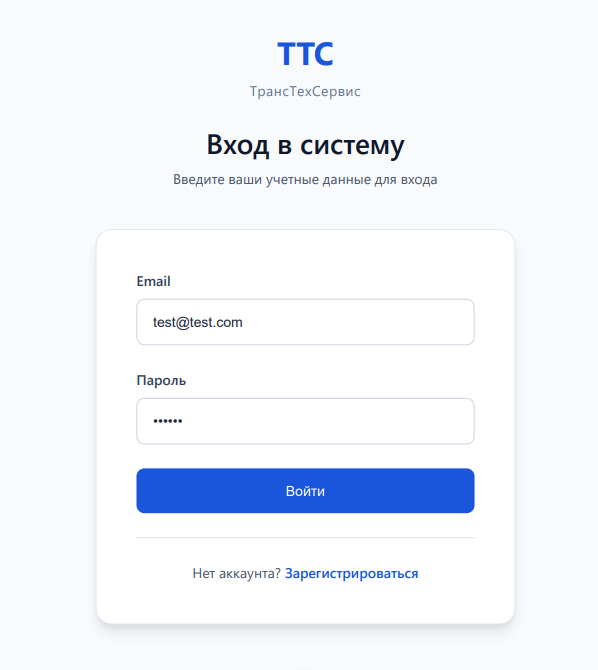 ТТС
ТрансТехСервис
Вход в систему
Введите ваши учетные данные для входа
Email
test@test.com
Пароль
••••••
Войти
Нет аккаунта? Зарегистрироваться